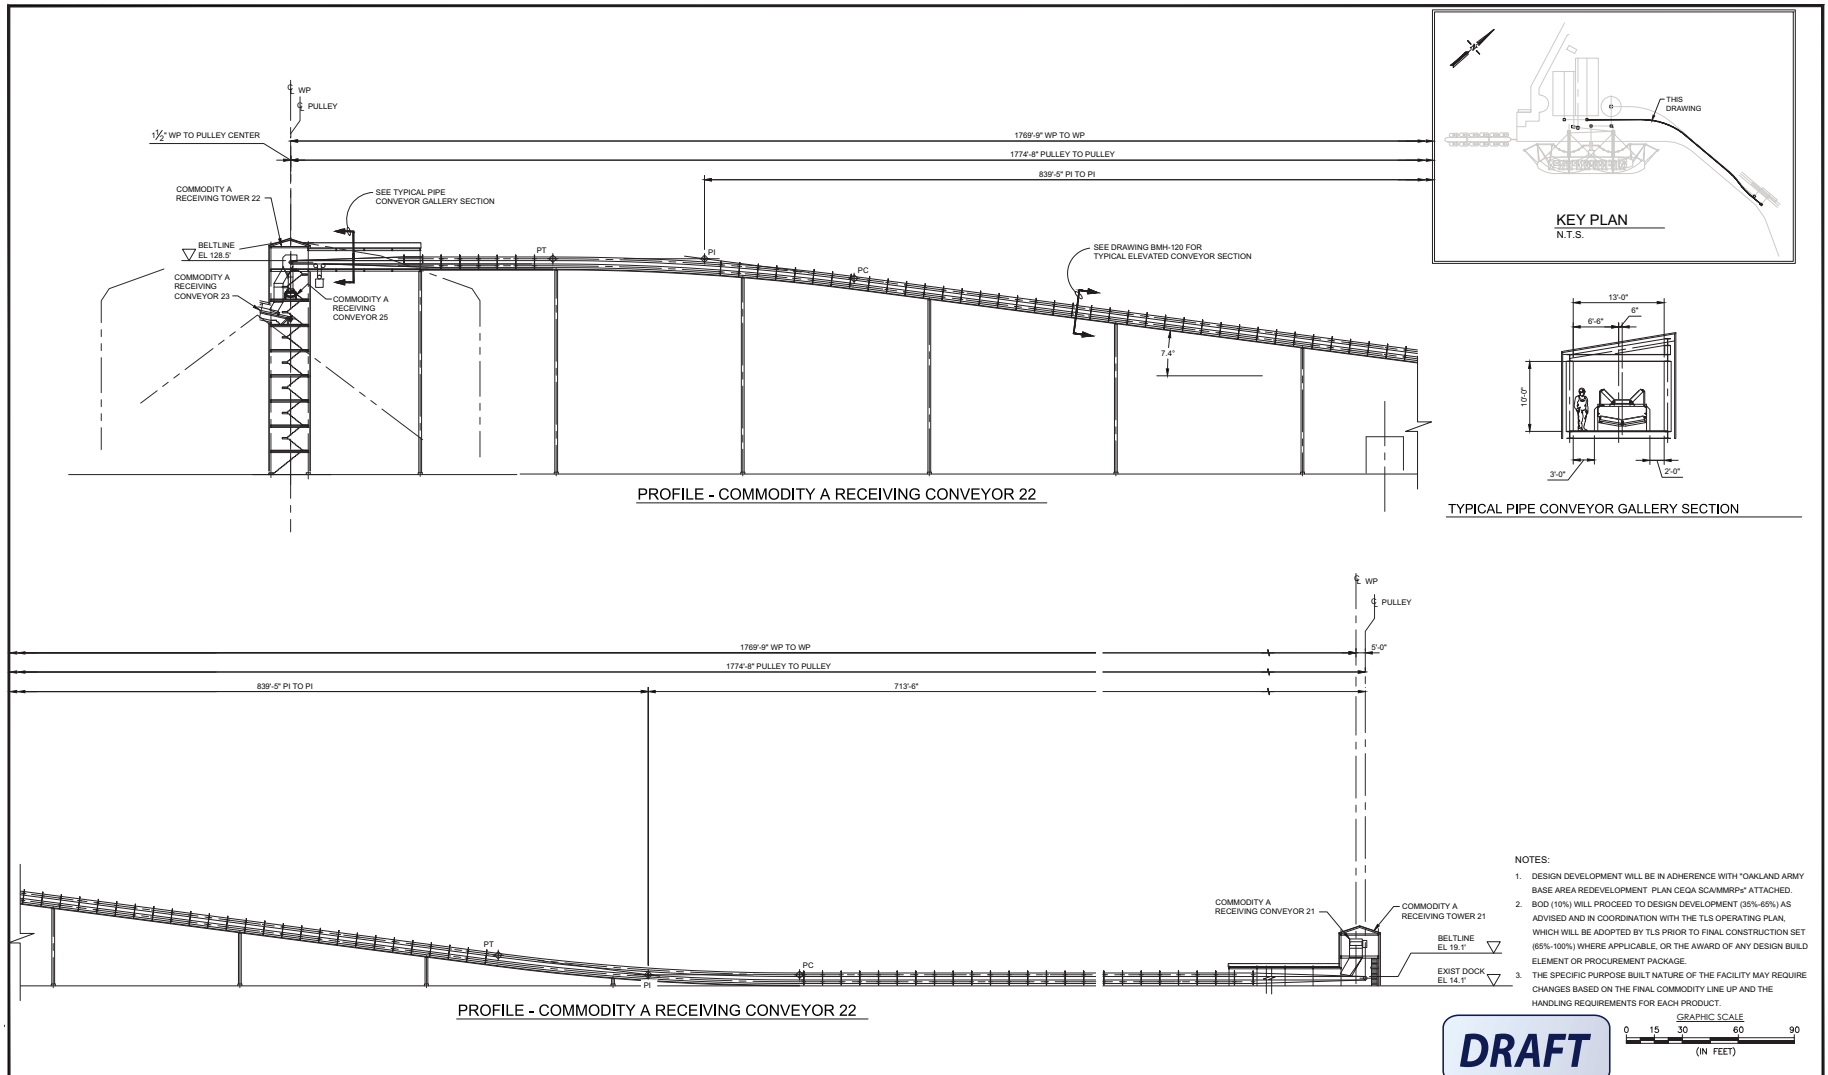 ℄ WP
℄ PULLEY
1½" WP TO PULLEY CENTER
1769'-9" WP TO WP
1774'-8" PULLEY TO PULLEY
839'-5" PI TO PI
COMMODITY A
RECEIVING TOWER 22
SEE TYPICAL PIPE
CONVEYOR GALLERY SECTION
BELTLINE
EL 128.5'
COMMODITY A
RECEIVING
CONVEYOR 23
COMMODITY A
RECEIVING
CONVEYOR 25
PT
PI
PC
SEE DRAWING BMH-120 FOR
TYPICAL ELEVATED CONVEYOR SECTION
7.4°
PROFILE - COMMODITY A RECEIVING CONVEYOR 22
THIS
DRAWING
KEY PLAN
N.T.S.
13'-0"
6'-6"
6"
10'-0"
3'-0"
2'-0"
TYPICAL PIPE CONVEYOR GALLERY SECTION
℄ WP
℄ PULLEY
1769'-9" WP TO WP
5'-0"
1774'-8" PULLEY TO PULLEY
839'-5" PI TO PI
713'-6"
PT
PI
PC
COMMODITY A
RECEIVING CONVEYOR 21
COMMODITY A
RECEIVING TOWER 21
BELTLINE
EL 19.1'
EXIST DOCK
EL 14.1'
PROFILE - COMMODITY A RECEIVING CONVEYOR 22
NOTES:
1. DESIGN DEVELOPMENT WILL BE IN ADHERENCE WITH "OAKLAND ARMY
BASE AREA REDEVELOPMENT PLAN CEQA SCA/MMRPs" ATTACHED.
2. BOD (10%) WILL PROCEED TO DESIGN DEVELOPMENT (35%-65%) AS
ADVISED AND IN COORDINATION WITH THE TLS OPERATING PLAN,
WHICH WILL BE ADOPTED BY TLS PRIOR TO FINAL CONSTRUCTION SET
(65%-100%) WHERE APPLICABLE, OR THE AWARD OF ANY DESIGN BUILD
ELEMENT OR PROCUREMENT PACKAGE.
3. THE SPECIFIC PURPOSE BUILT NATURE OF THE FACILITY MAY REQUIRE
CHANGES BASED ON THE FINAL COMMODITY LINE UP AND THE
HANDLING REQUIREMENTS FOR EACH PRODUCT.
GRAPHIC SCALE
0 15 30 60 90
(IN FEET)
DRAFT